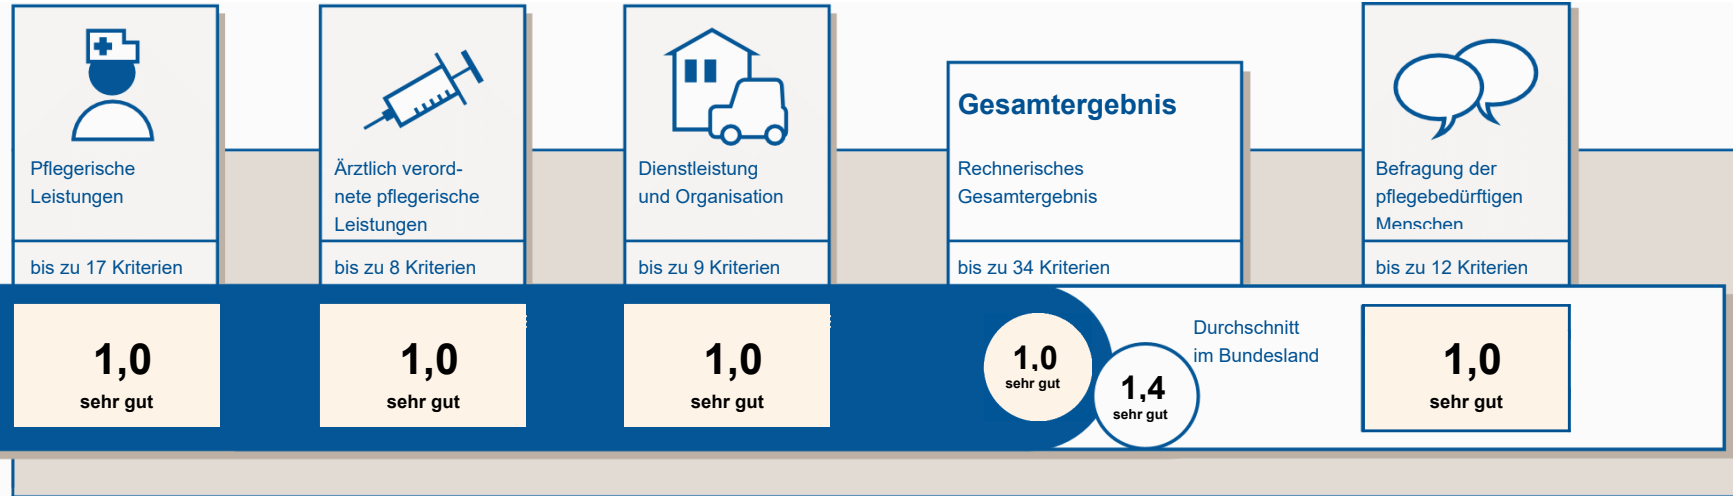 Pflegerische
Leistungen
bis zu 17 Kriterien
1,0
sehr gut
Ärztlich verord-
nete pflegerische
Leistungen
bis zu 8 Kriterien
1,0
sehr gut
Dienstleistung
und Organisation
bis zu 9 Kriterien
1,0
sehr gut
Gesamtergebnis
Rechnerisches
Gesamtergebnis
bis zu 34 Kriterien
1,0
sehr gut
1,4
sehr gut
Durchschnitt
im Bundesland
Befragung der
pflegebedürftigen
Menschen
bis zu 12 Kriterien
1,0
sehr gut